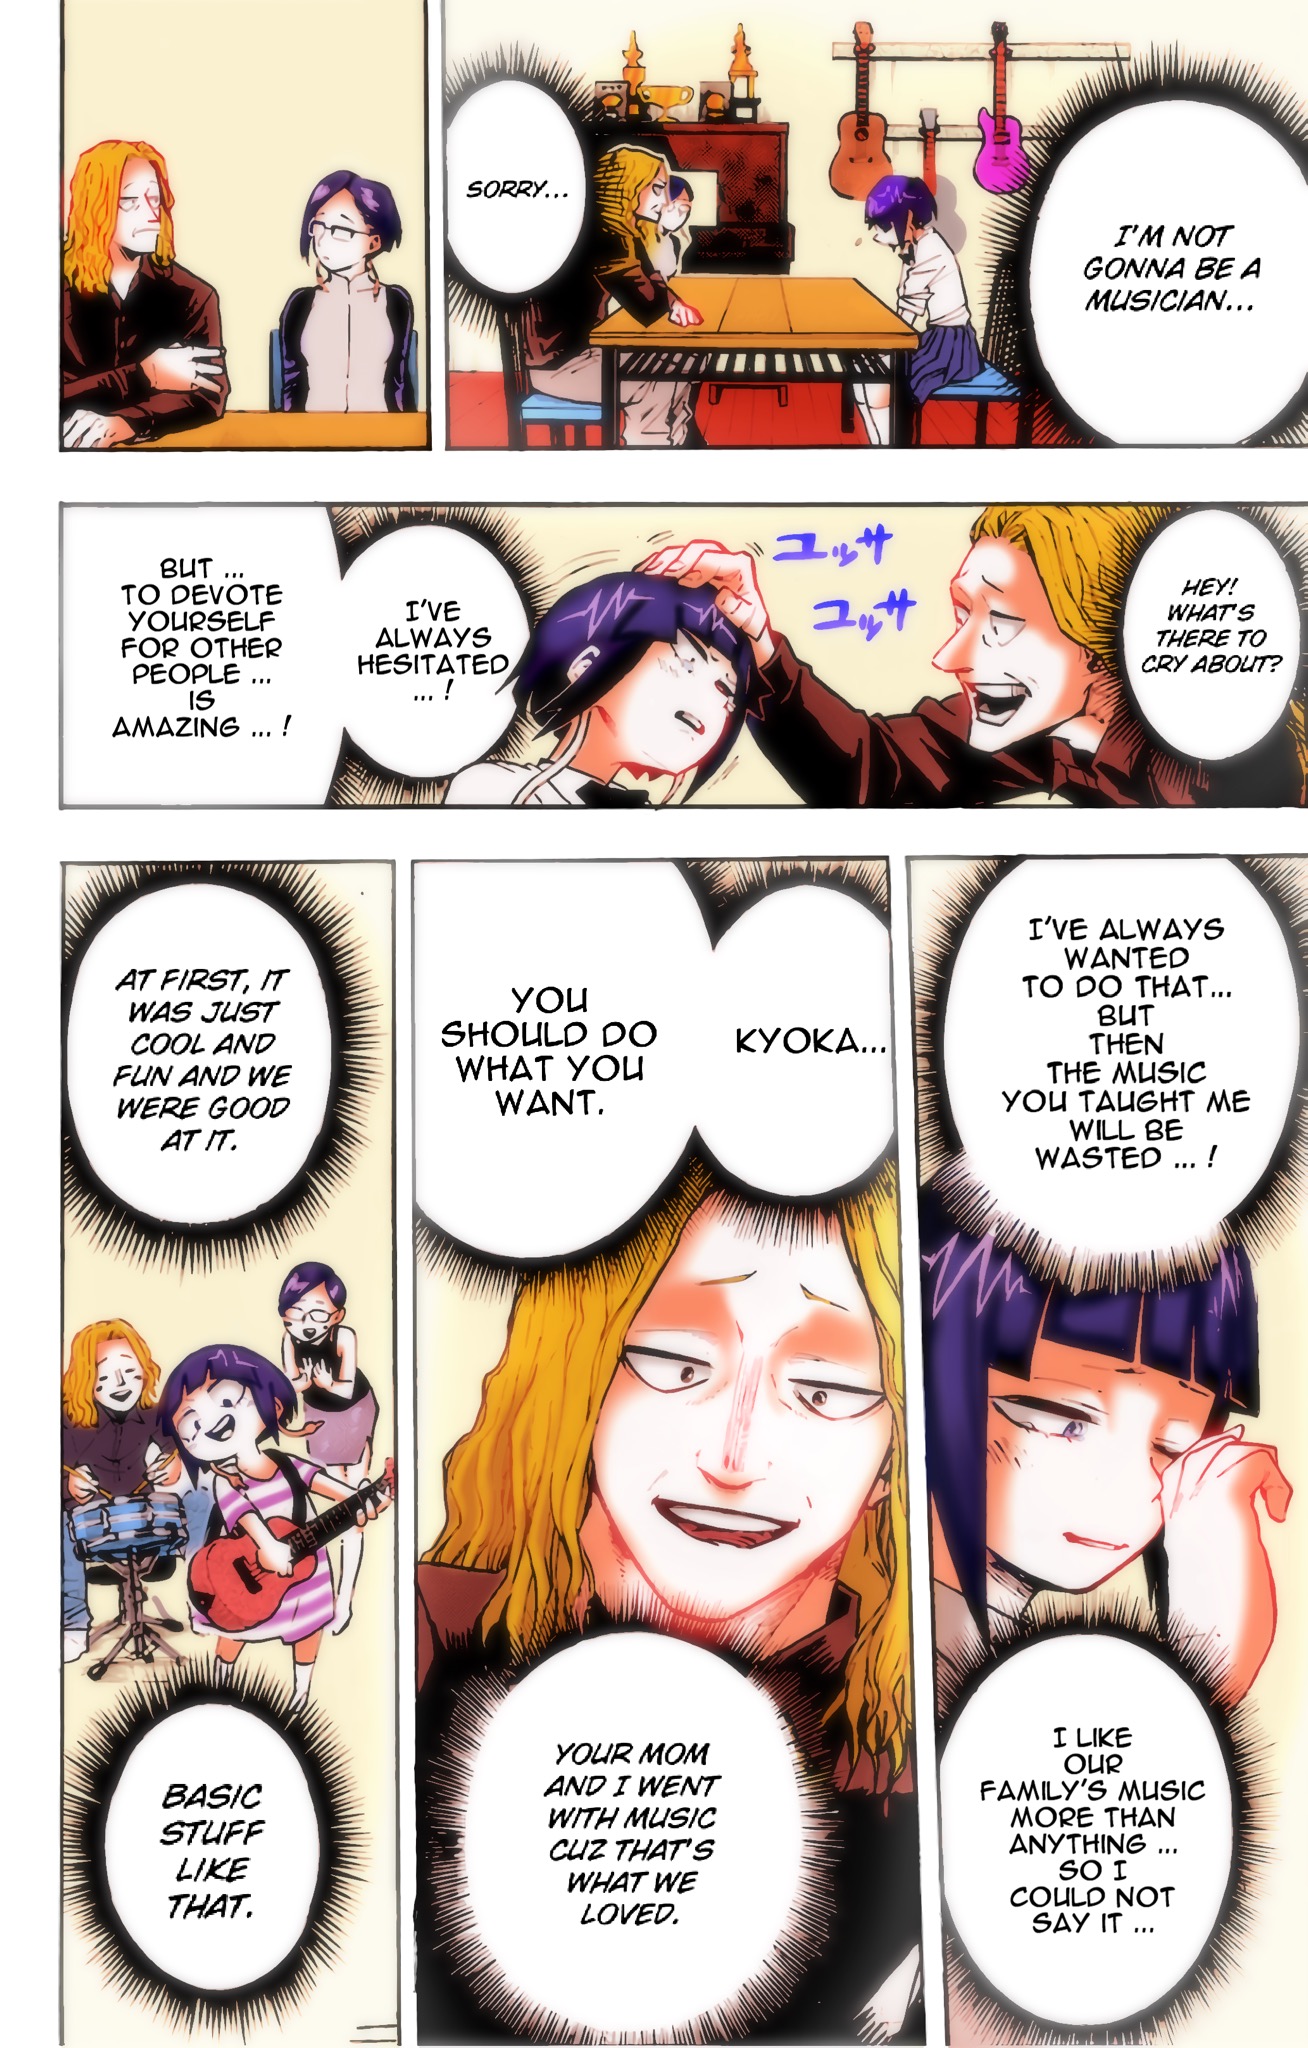 I'M NOT
GONNA BE A
MUSICIAN...
SORRY...
HEY!
WHAT'S
THERE TO
CRY ABOUT?
ユッサ
ユッサ
I'VE
ALWAYS
HESITATED
... !
BUT ...
TO DEVOTE
YOURSELF
FOR OTHER
PEOPLE ...
IS
AMAZING ... !
I'VE ALWAYS
WANTED
TO DO THAT...
BUT
THEN
THE MUSIC
YOU TAUGHT ME
WILL BE
WASTED ... !
I LIKE
OUR
FAMILY'S MUSIC
MORE THAN
ANYTHING ...
SO I
COULD NOT
SAY IT ...
KYOKA...
YOU
SHOULD DO
WHAT YOU
WANT.
YOUR MOM
AND I WENT
WITH MUSIC
CUZ THAT'S
WHAT WE
LOVED.
AT FIRST, IT
WAS JUST
COOL AND
FUN AND WE
WERE GOOD
AT IT.
BASIC
STUFF
LIKE
THAT.